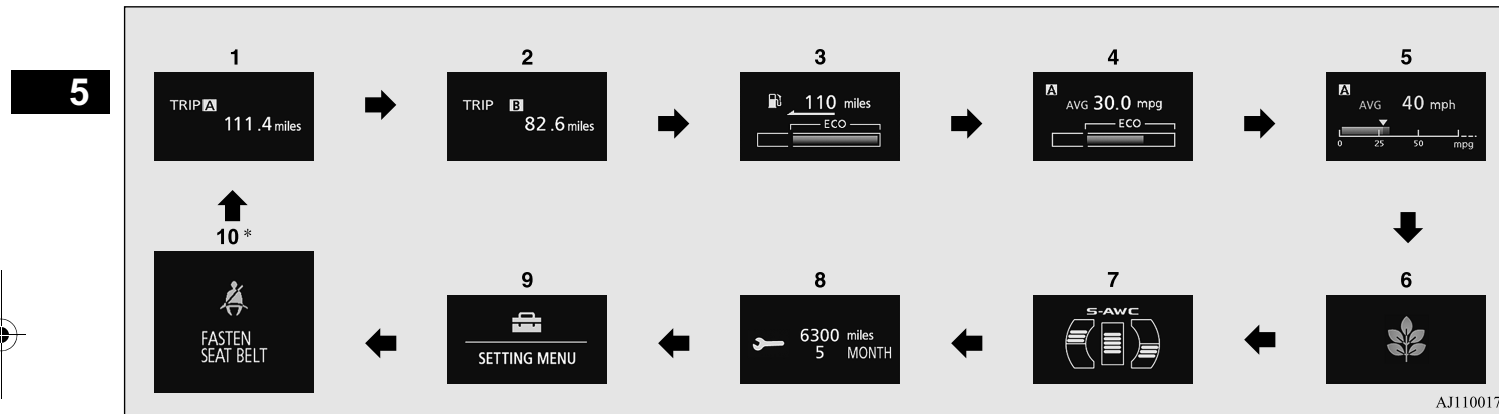 5
1
TRIP A
111.4 miles
2
TRIP B
82.6 miles
3
110 miles
ECO
4
A
AVG 30.0 mpg
ECO
5
A
AVG 40 mph
0 25 50 mpg
10*
FASTEN
SEAT BELT
9
SETTING MENU
8
6300 miles
5 MONTH
7
S-AWC
6
AJ110017